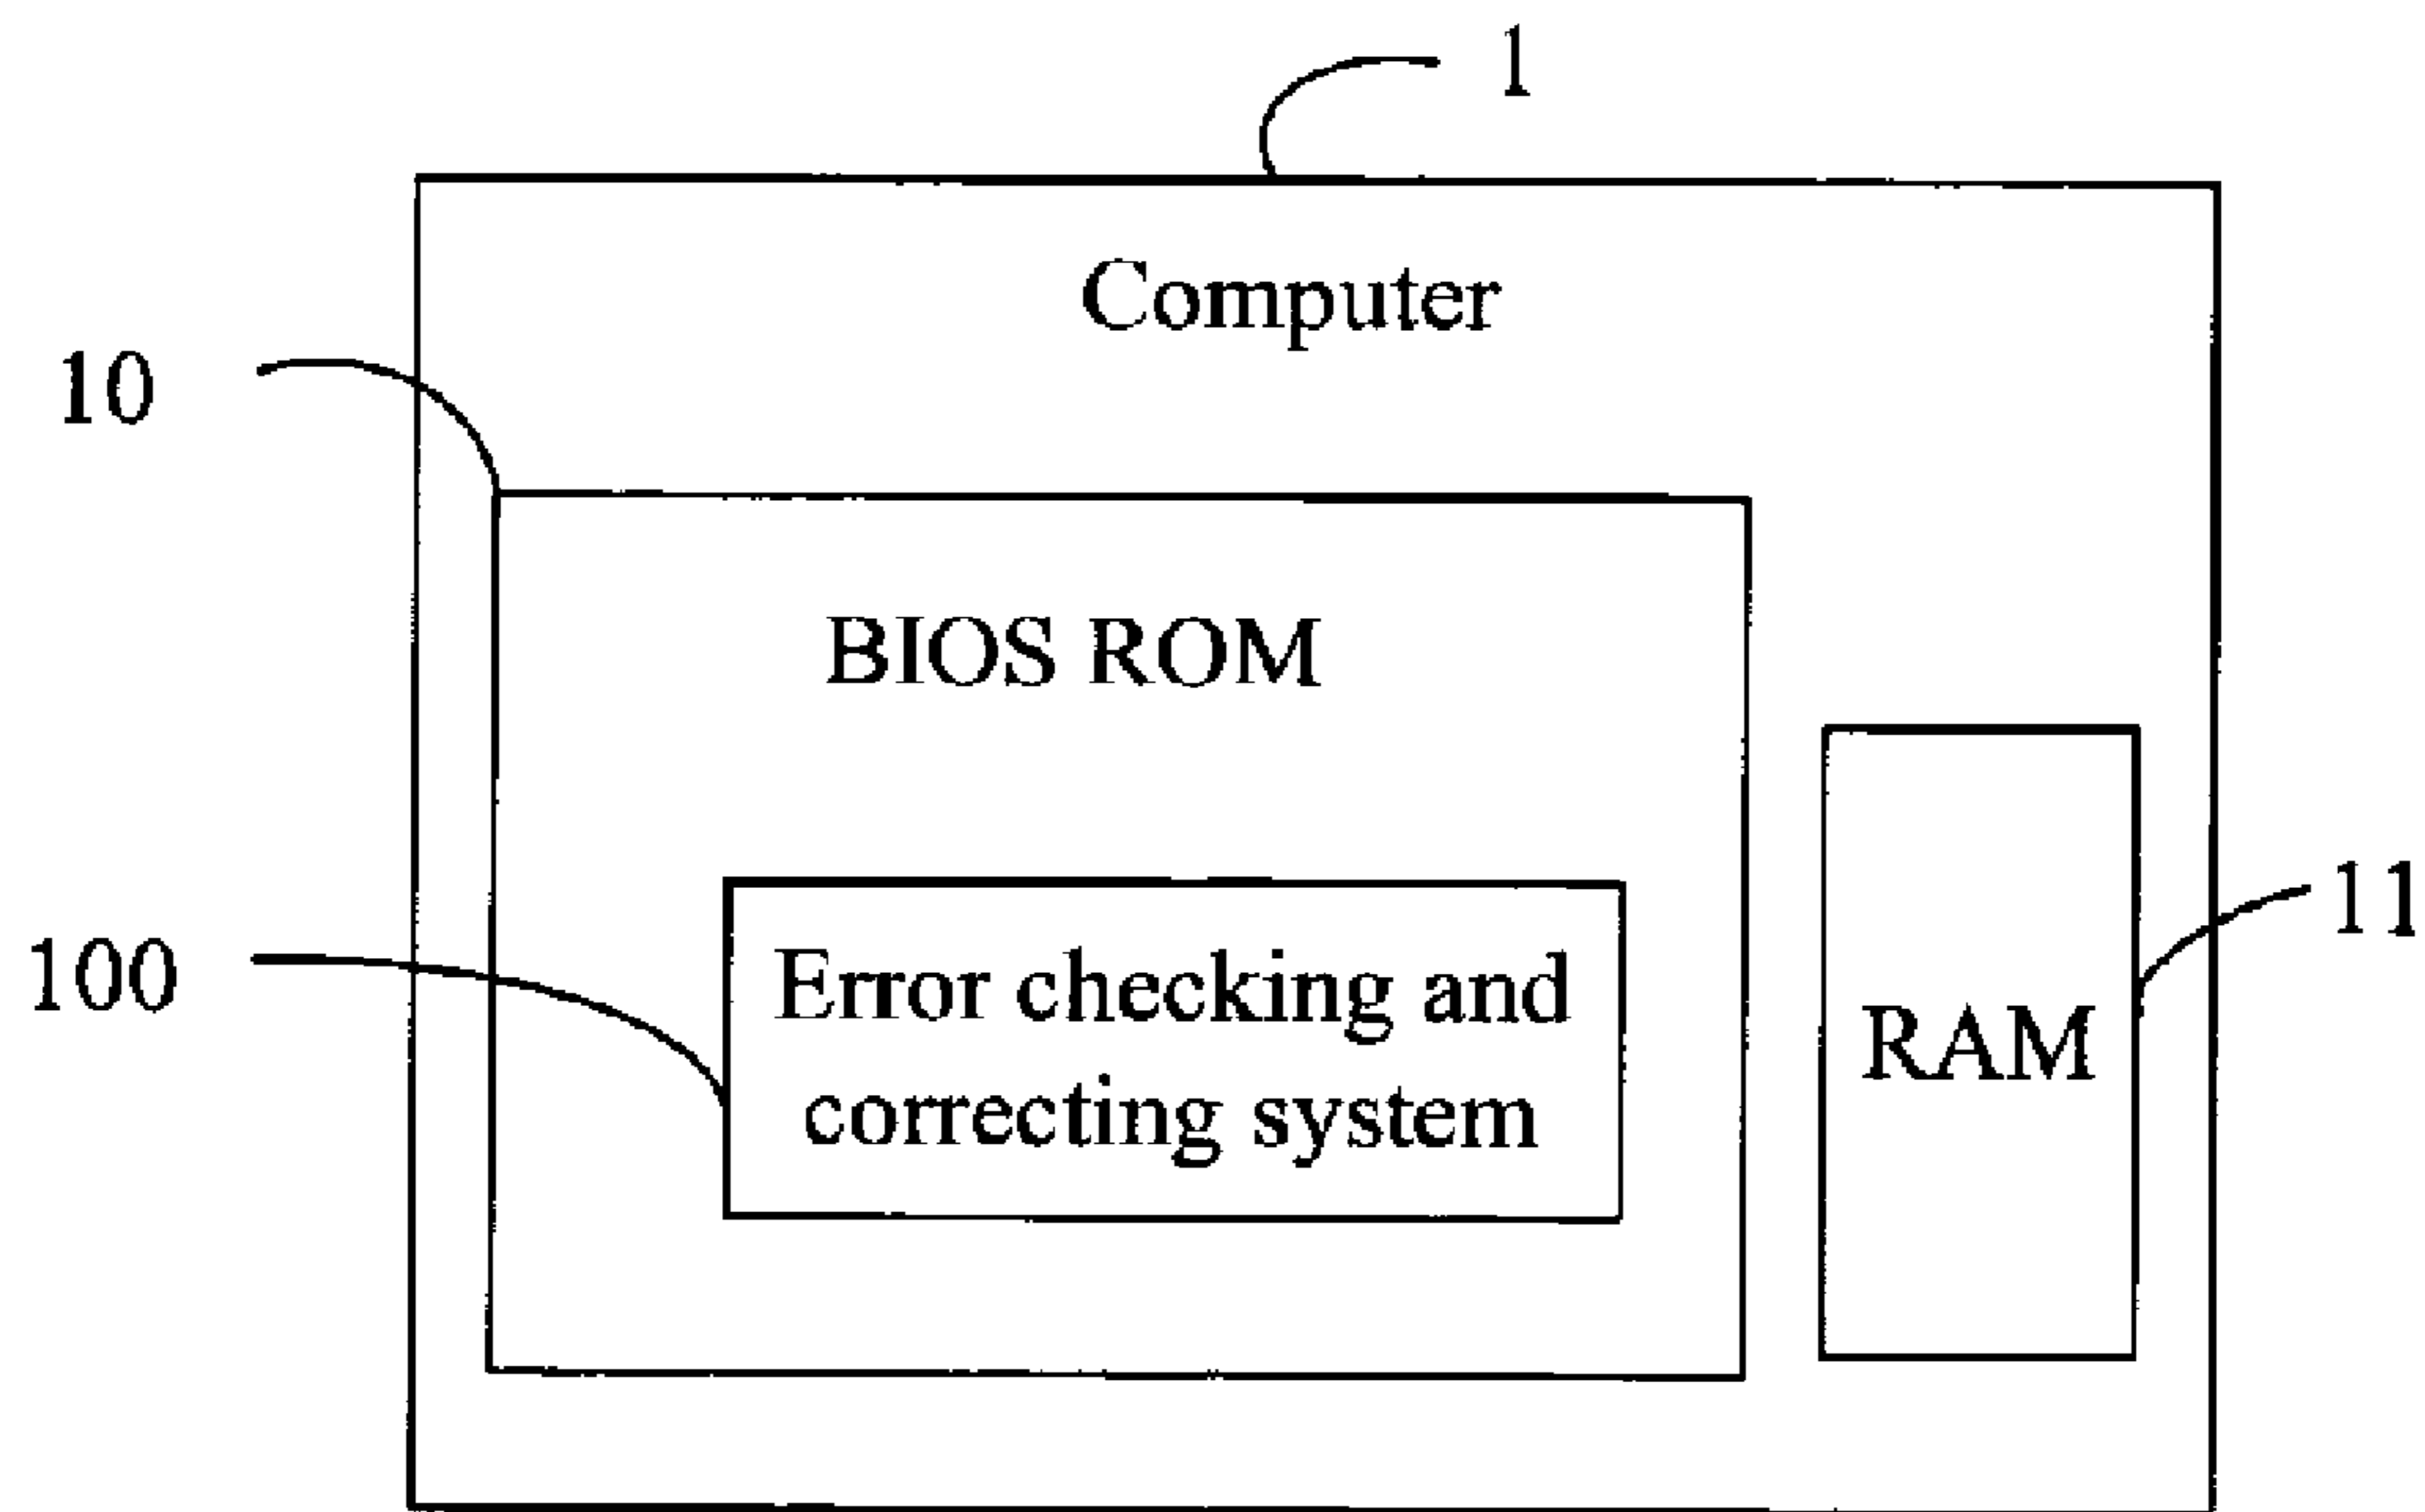 1
Computer
10
BIOS ROM
11
100
Error checking and
correcting system
RAM